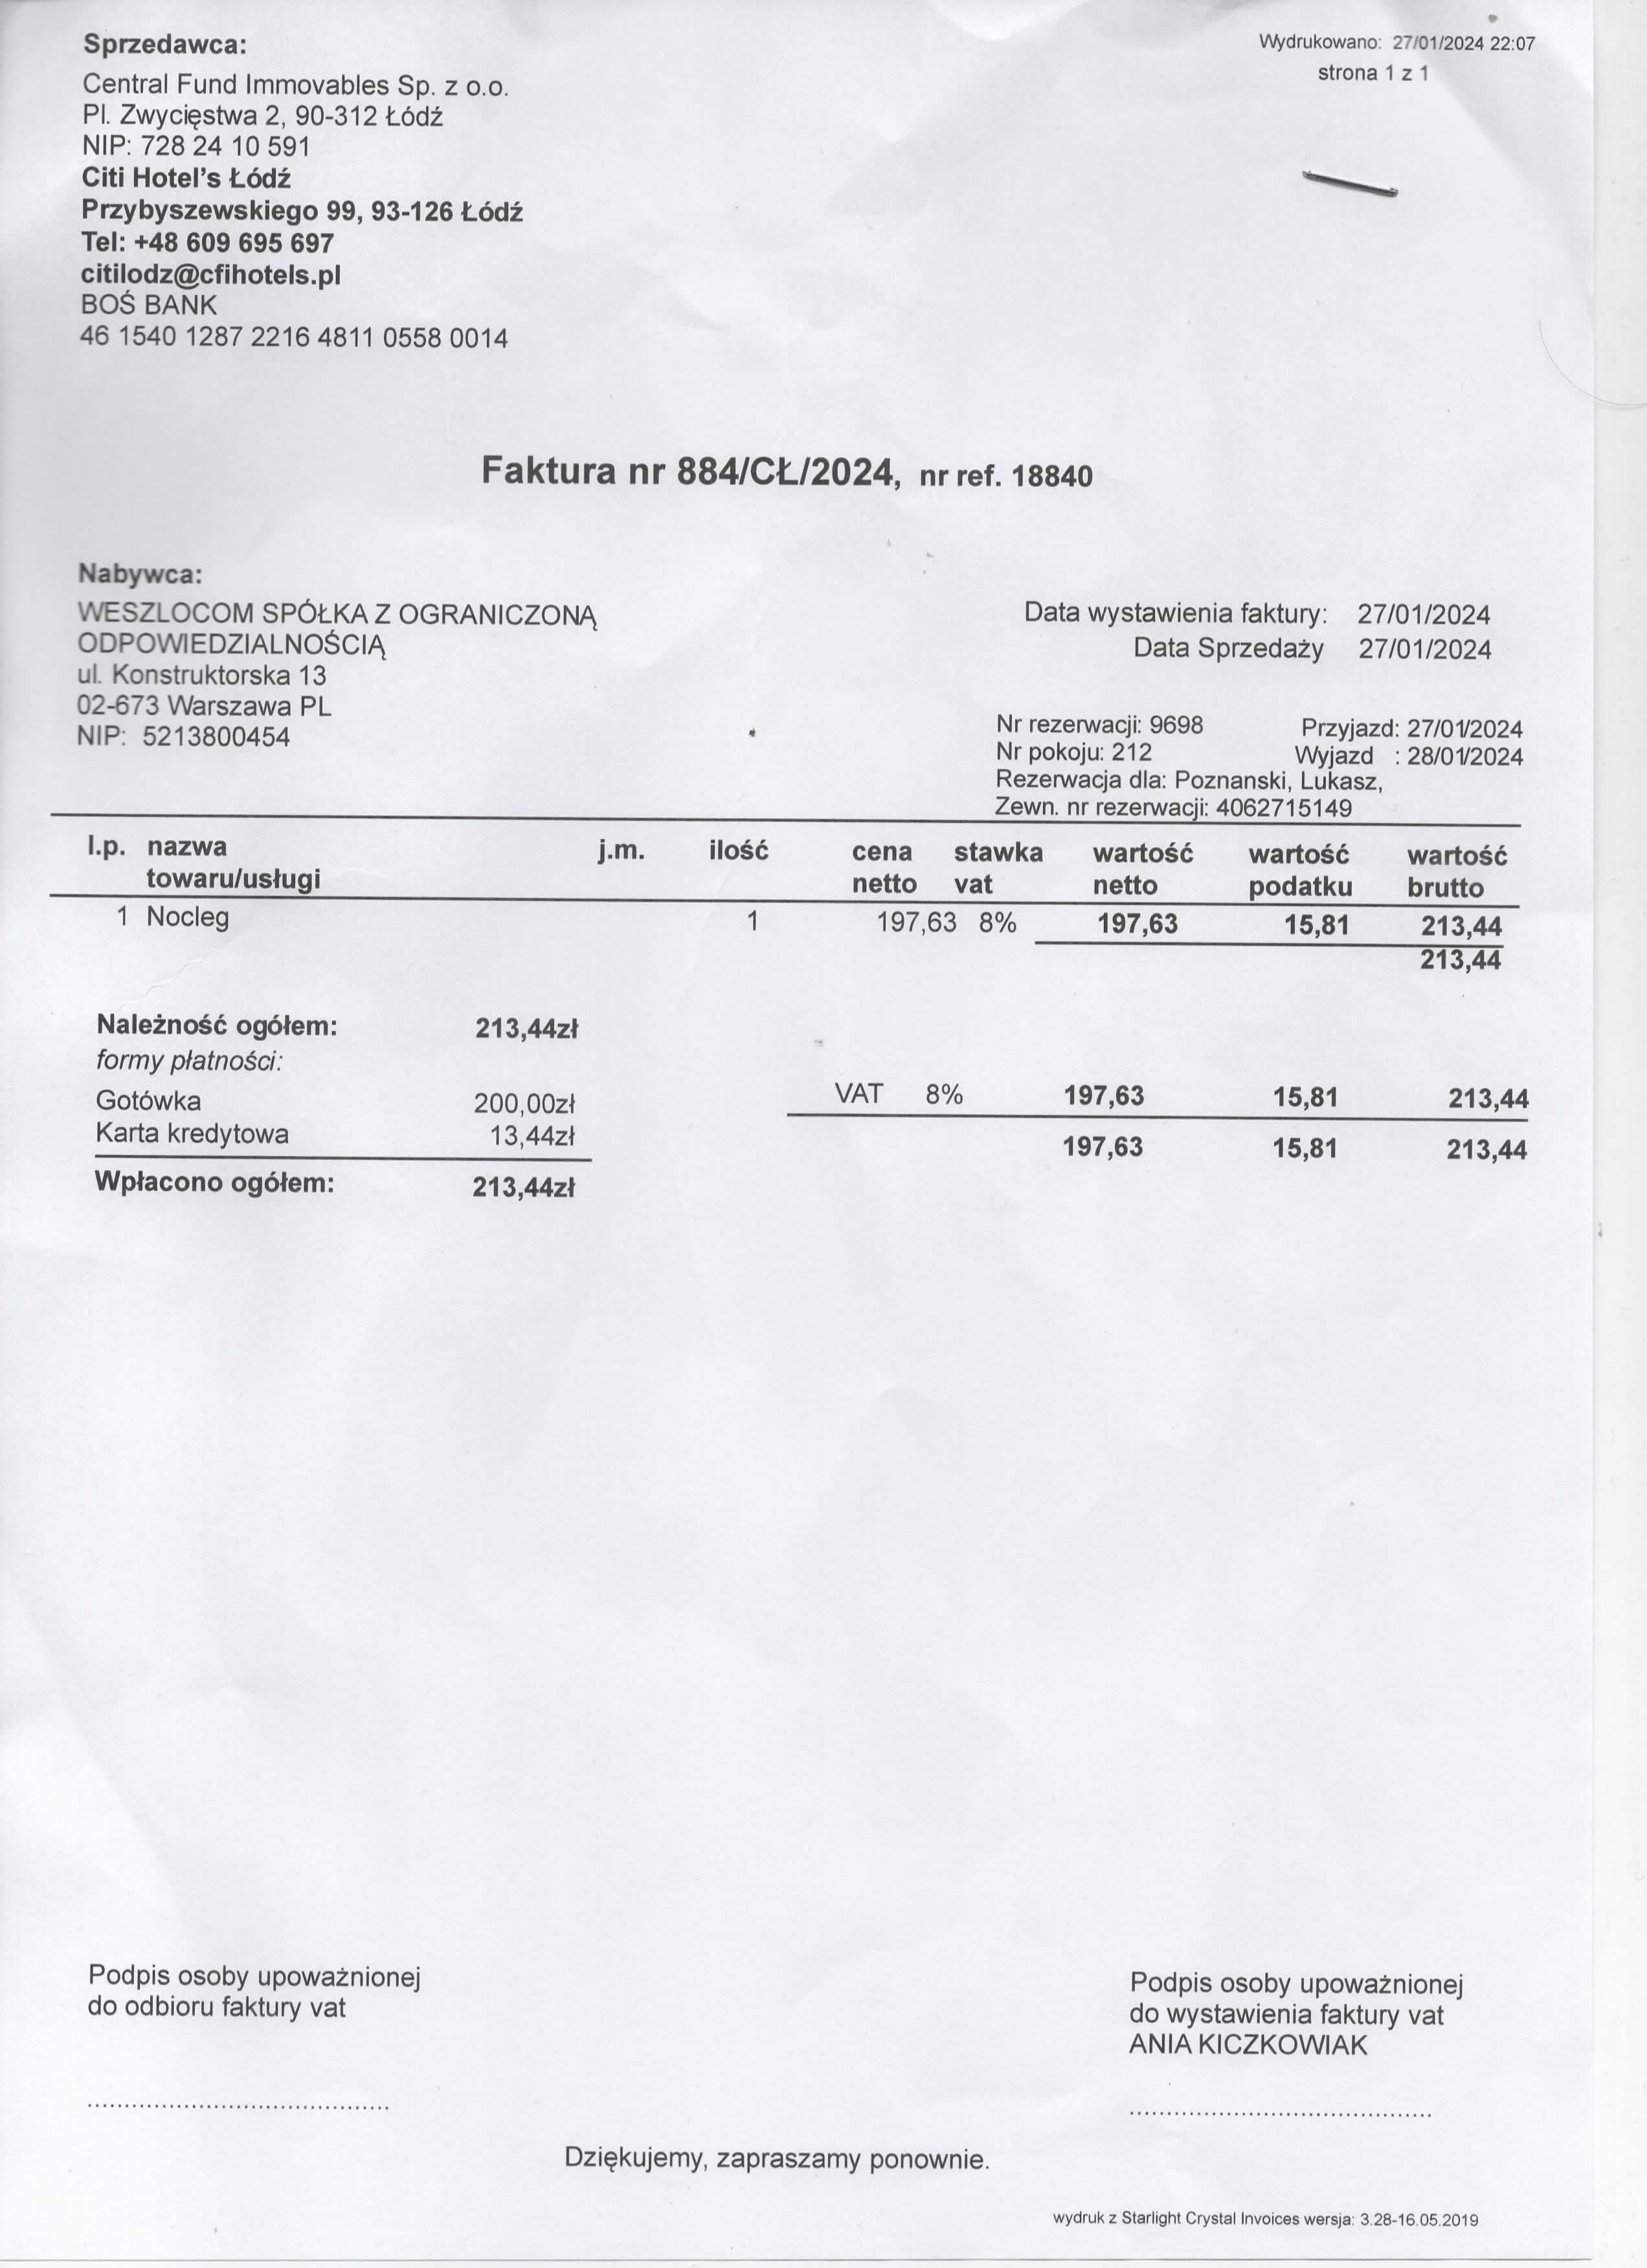 Sprzedawca:
Central Fund Immovables Sp. z o.o.
Pl. Zwycięstwa 2, 90-312 Łódź
NIP: 728 24 10 591
Citi Hotel's Łódź
Przybyszewskiego 99, 93-126 Łódź
Tel: +48 609 695 697
citilodz@cfihotels.pl
BOŚ BANK
46 1540 1287 2216 4811 0558 0014
Wydrukowano: 27/01/2024 22:07
strona 1 z 1
Faktura nr 884/CŁ/2024, nr ref. 18840
Nabywca:
WESZLOCOM SPÓŁKA Z OGRANICZONĄ
ODPOWIEDZIALNOŚCIĄ
ul. Konstruktorska 13
02-673 Warszawa PL
NIP: 5213800454
Data wystawienia faktury: 27/01/2024
Data Sprzedaży 27/01/2024
Nr rezerwacji: 9698 Przyjazd: 27/01/2024
Nr pokoju: 212 Wyjazd : 28/01/2024
Rezerwacja dla: Poznanski, Lukasz,
Zewn. nr rezerwacji: 4062715149
l.p. nazwa j.m. ilość cena stawka wartość wartość wartość
towaru/usługi netto vat netto podatku brutto
1 Nocleg 1 197,63 8% 197,63 15,81 213,44
213,44
Należność ogółem: 213,44zł
formy płatności:
Gotówka 200,00zł
Karta kredytowa 13,44zł
Wpłacono ogółem: 213,44zł
VAT 8% 197,63 15,81 213,44
197,63 15,81 213,44
Podpis osoby upoważnionej
do odbioru faktury vat
Podpis osoby upoważnionej
do wystawienia faktury vat
ANIA KICZKOWIAK
Dziękujemy, zapraszamy ponownie.
wydruk z Starlight Crystal Invoices wersja: 3.28-16.05.2019